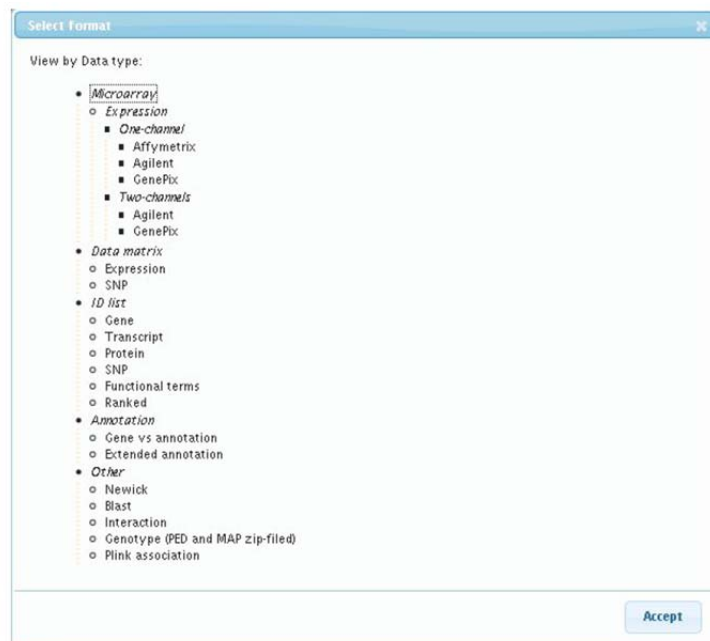 Select Format
View by Data type:
Microarray
Expression
One-channel
Affymetrix
Agilent
GenePix
Two-channels
Agilent
GenePix
Data matrix
Expression
SNP
ID list
Gene
Transcript
Protein
SNP
Functional terms
Ranked
Annotation
Gene vs annotation
Extended annotation
Other
Newick
Blast
Interaction
Genotype (PED and MAP zip-filed)
Plink association
Accept